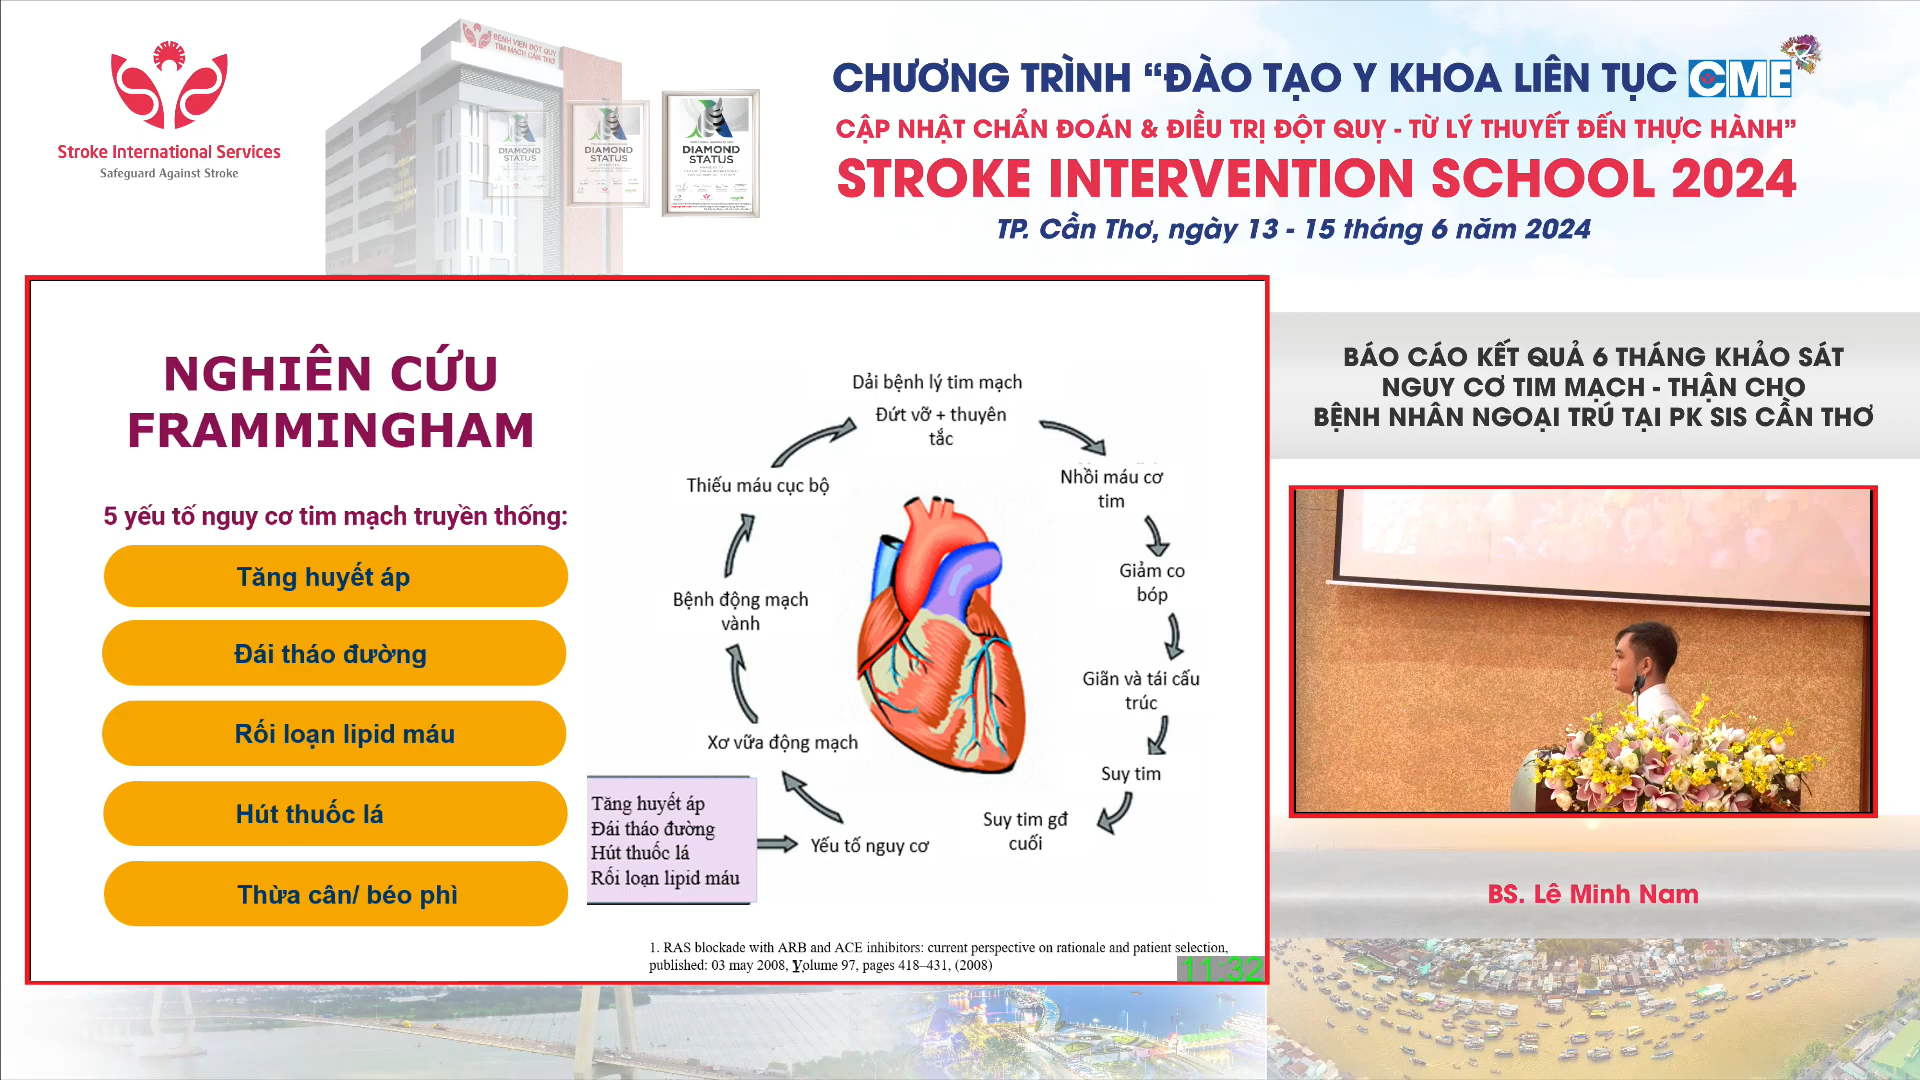 BỆNH VIỆN ĐỘT QUỴ
TIM MẠCH CẦN THƠ
Stroke International Services
Safeguard Against Stroke
DIAMOND
STATUS
DIAMOND
STATUS
DIAMOND
STATUS
CHƯƠNG TRÌNH “ĐÀO TẠO Y KHOA LIÊN TỤC CME
CẬP NHẬT CHẨN ĐOÁN & ĐIỀU TRỊ ĐỘT QUỴ - TỪ LÝ THUYẾT ĐẾN THỰC HÀNH”
STROKE INTERVENTION SCHOOL 2024
TP. Cần Thơ, ngày 13 - 15 tháng 6 năm 2024
NGHIÊN CỨU
FRAMMINGHAM
5 yếu tố nguy cơ tim mạch truyền thống:
Tăng huyết áp
Đái tháo đường
Rối loạn lipid máu
Hút thuốc lá
Thừa cân/ béo phì
Dải bệnh lý tim mạch
Đứt vỡ + thuyên
tắc
Thiếu máu cục bộ
Nhồi máu cơ
tim
Giảm co
bóp
Bệnh động mạch
vành
Giãn và tái cấu
trúc
Xơ vữa động mạch
Suy tim
Tăng huyết áp
Đái tháo đường
Hút thuốc lá
Rối loạn lipid máu
Yếu tố nguy cơ
Suy tim gđ
cuối
1. RAS blockade with ARB and ACE inhibitors: current perspective on rationale and patient selection,
published: 03 may 2008, Volume 97, pages 418–431, (2008)
11:32
BÁO CÁO KẾT QUẢ 6 THÁNG KHẢO SÁT
NGUY CƠ TIM MẠCH - THẬN CHO
BỆNH NHÂN NGOẠI TRÚ TẠI PK SIS CẦN THƠ
BS. Lê Minh Nam